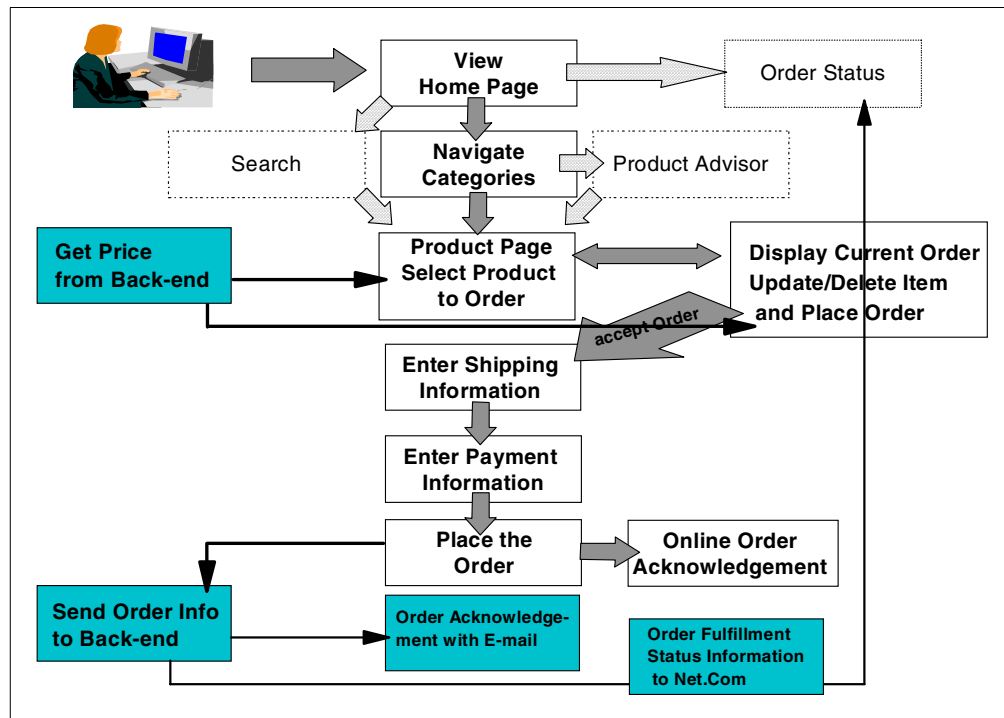 View
Home Page
Order Status
Search
Navigate
Categories
Product Advisor
Get Price
from Back-end
Product Page
Select Product
to Order
Display Current Order
Update/Delete Item
and Place Order
accept Order
Enter Shipping
Information
Enter Payment
Information
Place the
Order
Online Order
Acknowledgement
Send Order Info
to Back-end
Order Acknowledge-
ment with E-mail
Order Fulfillment
Status Information
to Net.Com